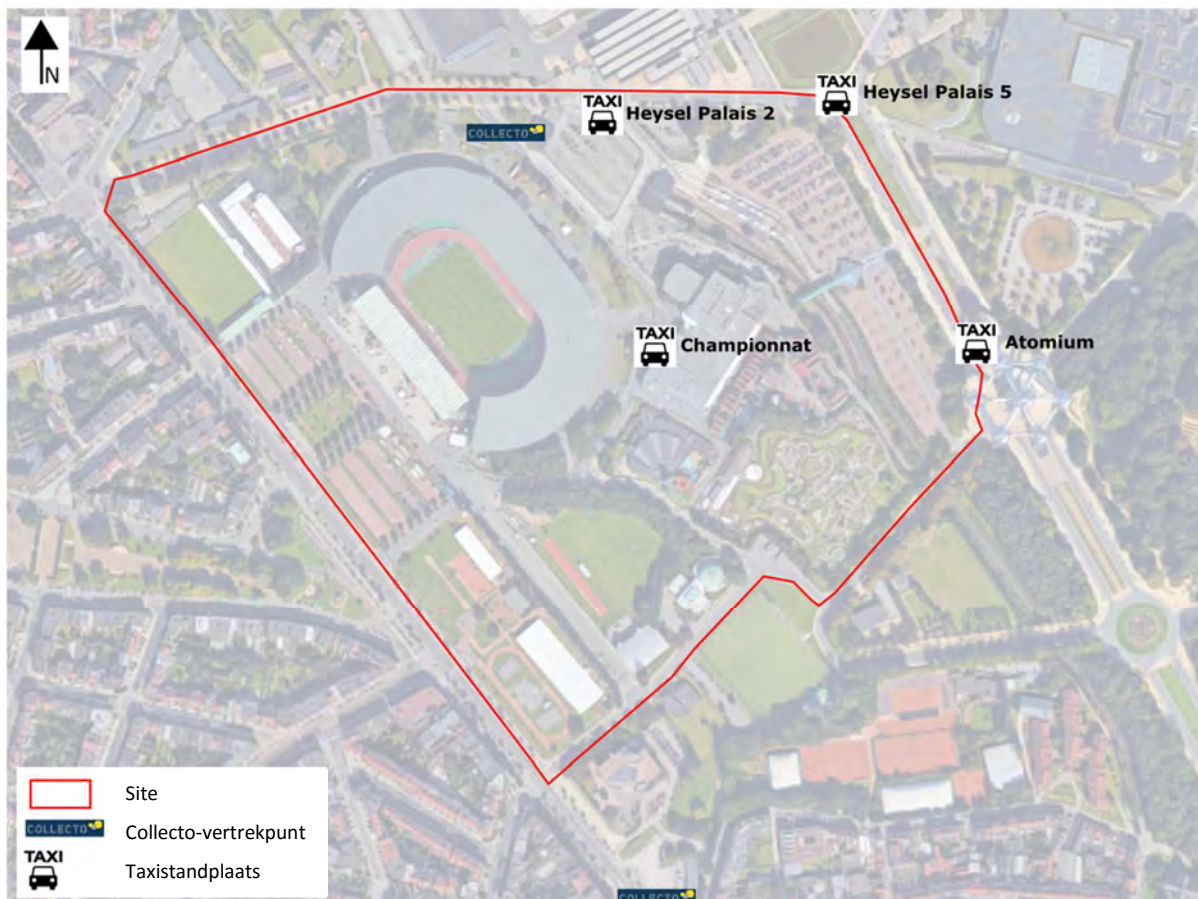 N
TAXI
Heysel Palais 5
TAXI
Heysel Palais 2
COLLECTO
TAXI
Championnat
TAXI
Atomium
Site
COLLECTO
Collecto-vertrekpunt
TAXI
Taxistandplaats
COLLECTO